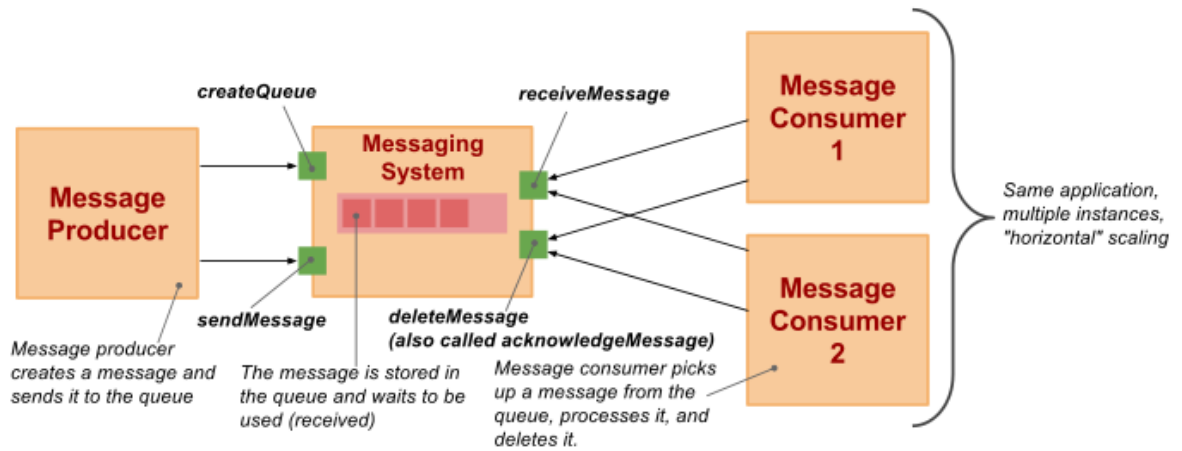 createQueue
receiveMessage
Message
Producer
Messaging
System
Message
Consumer
1
Same application,
multiple instances,
"horizontal" scaling
Message
Consumer
2
sendMessage
deleteMessage
(also called acknowledgeMessage)
Message producer
creates a message and
sends it to the queue
The message is stored in
the queue and waits to be
used (received)
Message consumer picks
up a message from the
queue, processes it, and
deletes it.